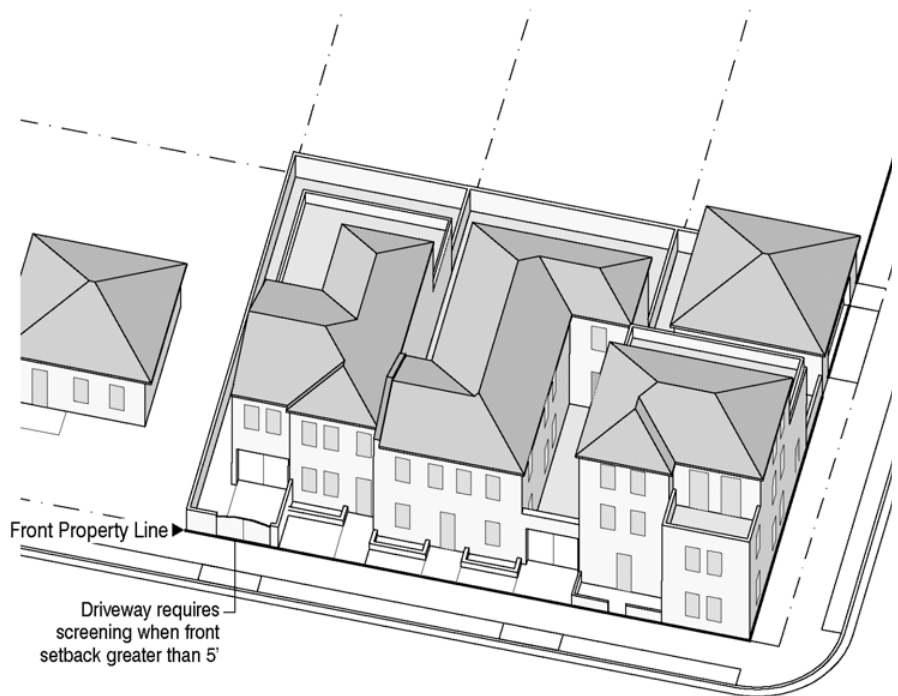 Front Property Line
Driveway requires
screening when front
setback greater than 5'